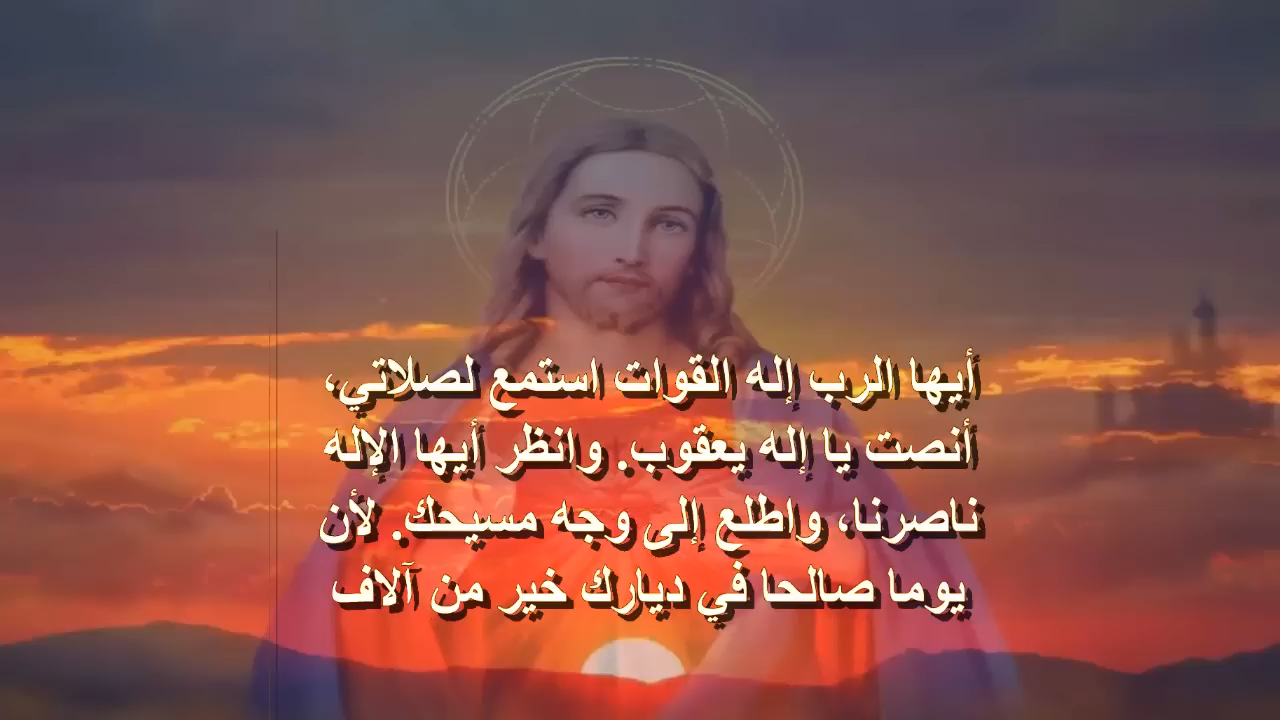 أيها الرب إله القوات استمع لصلاتي،
أنصت يا إله يعقوب. وانظر أيها الإله
ناصرنا، واطلع إلى وجه مسيحك. لأن
يوما صالحا في ديارك خير من آلاف